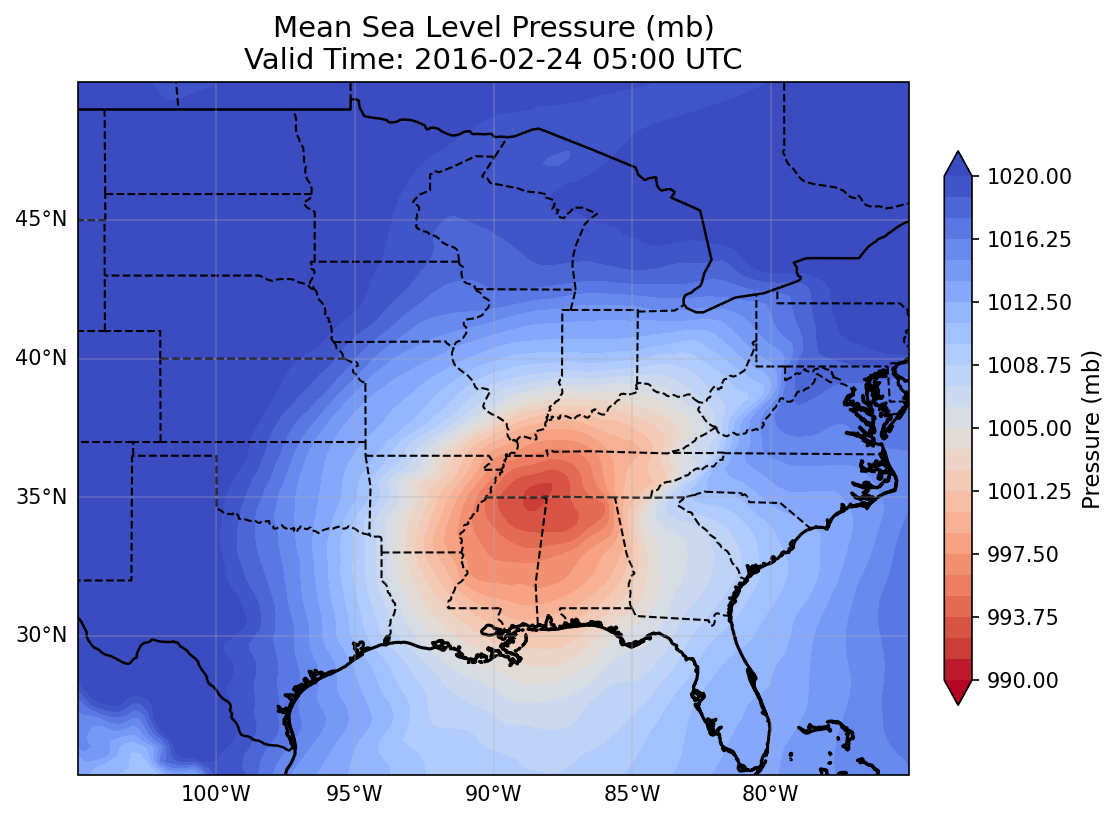 Mean Sea Level Pressure (mb)
Valid Time: 2016-02-24 05:00 UTC
45°N
40°N
35°N
30°N
100°W
95°W
90°W
85°W
80°W
1020.00
1016.25
1012.50
1008.75
1005.00
1001.25
997.50
993.75
990.00
Pressure (mb)